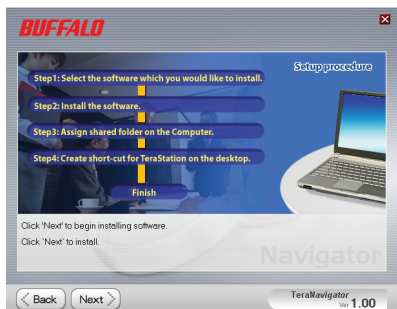 BUFFALO
Setup procedure
Step1: Select the software which you would like to install.
Step2: Install the software.
Step3: Assign shared folder on the Computer.
Step4: Create short-cut for TeraStation on the desktop.
Finish
Click 'Next' to begin installing software.
Click `Next` to install.
Navigator
Back
Next
TeraNavigator
Ver 1.00